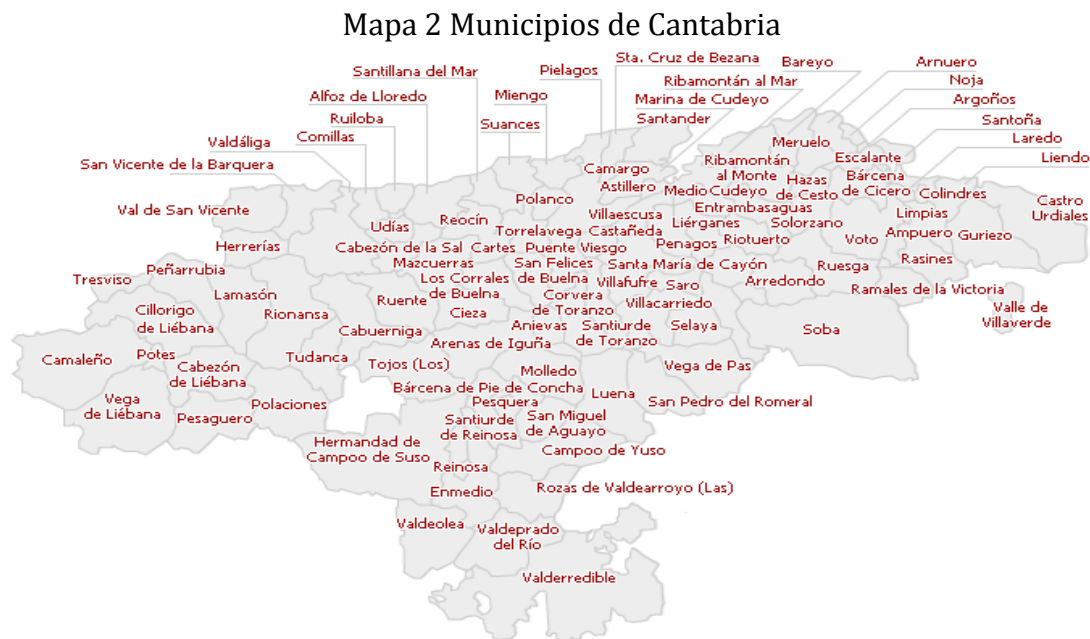 Mapa 2 Municipios de Cantabria
Sta. Cruz de Bezana
Bareyo
Arnuero
Santillana del Mar
Pielagos
Ribamontán al Mar
Noja
Alfoz de Lloredo
Miengo
Marina de Cudeyo
Argoños
Ruiloba
Suances
Santander
Santoña
Valdáliga
Comillas
Meruelo
Laredo
San Vicente de la Barquera
Camargo
Ribamontán
al Monte
Escalante
Liendo
Astillero
Medio Cudeyo
Hazas
de Cesto
Bárcena
de Cicero
Colindres
Castro
Urdiales
Val de San Vicente
Polanco
Udías
Reocín
Villaescusa
Entrambasaguas
Limpias
Torrelavega
Castañeda
Liérganes
Solorzano
Ampuero
Guriezo
Herrerías
Cabezón de la Sal
Cartes
Puente Viesgo
Penagos
Riotuerto
Voto
Rasines
Tresviso
Peñarrubia
Mazcuerras
San Felices
de Buelna
Santa María de Cayón
Ruesga
Lamasón
Los Corrales
de Buelna
Villafufre
Saro
Arredondo
Ramales de la Victoria
Cillorigo
de Liébana
Rionansa
Ruente
Cieza
Corvera
de Toranzo
Villacarriedo
Valle de
Villaverde
Cabuerniga
Anievas
Santiurde
de Toranzo
Selaya
Soba
Camaleño
Potes
Cabezón
de Liébana
Tudanca
Tojos (Los)
Arenas de Iguña
Molledo
Vega de Pas
Vega
de Liébana
Pesaguero
Polaciones
Bárcena de Pie de Concha
Luena
San Pedro del Romeral
Pesquera
Santiurde
de Reinosa
San Miguel
de Aguayo
Hermandad de
Campoo de Suso
Campoo de Yuso
Reinosa
Enmedio
Rozas de Valdearroyo (Las)
Valdeolea
Valdeprado
del Río
Valderredible